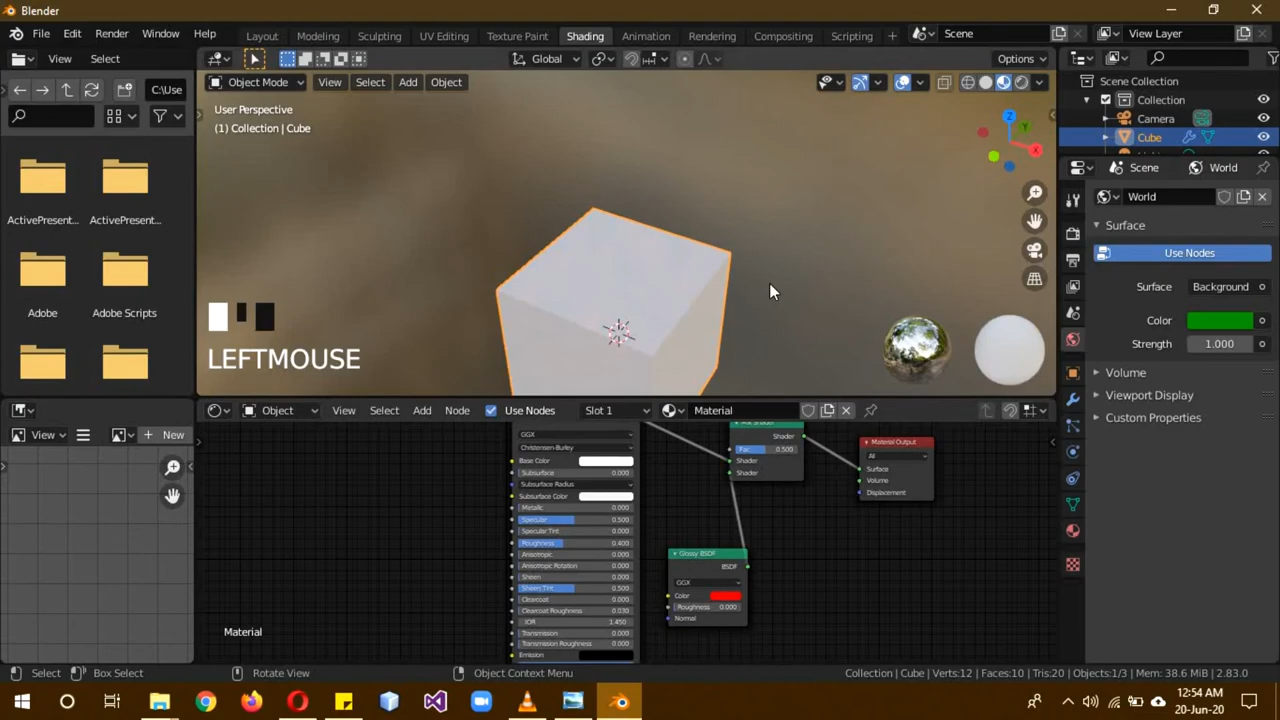 Blender
File Edit Render Window Help
Layout Modeling Sculpting UV Editing Texture Paint Shading Animation Rendering Compositing Scripting
Scene
View Layer
View Select
Global
Options
Scene Collection
Collection
Camera
Cube
C:\Use
Object Mode View Select Add Object
User Perspective
(1) Collection | Cube
Scene World
World
Surface
Use Nodes
Surface Background
Color
Strength 1.000
Volume
Viewport Display
Custom Properties
ActivePresent...
ActivePresent...
Adobe
Adobe Scripts
LEFTMOUSE
View
New
Object View Select Add Node Use Nodes Slot 1 Material
GGX
Christensen-Burley
Base Color
Subsurface 0.000
Subsurface Radius
Subsurface Color
Metallic 0.000
Specular 0.500
Specular Tint 0.000
Roughness 0.400
Anisotropic 0.000
Anisotropic Rotation 0.000
Sheen 0.000
Sheen Tint 0.500
Clearcoat 0.000
Clearcoat Roughness 0.030
IOR 1.450
Transmission 0.000
Transmission Roughness 0.000
Emission
Mix Shader
Shader
Fac: 0.500
Shader
Shader
Material Output
All
Surface
Volume
Displacement
Glossy BSDF
BSDF
GGX
Color
Roughness 0.000
Normal
Material
Select Box Select Rotate View Object Context Menu
Collection | Cube | Verts:12 | Faces:10 | Tris:20 | Objects:1/3 | Mem: 38.6 MiB | 2.83.0
12:54 AM
20-Jun-20